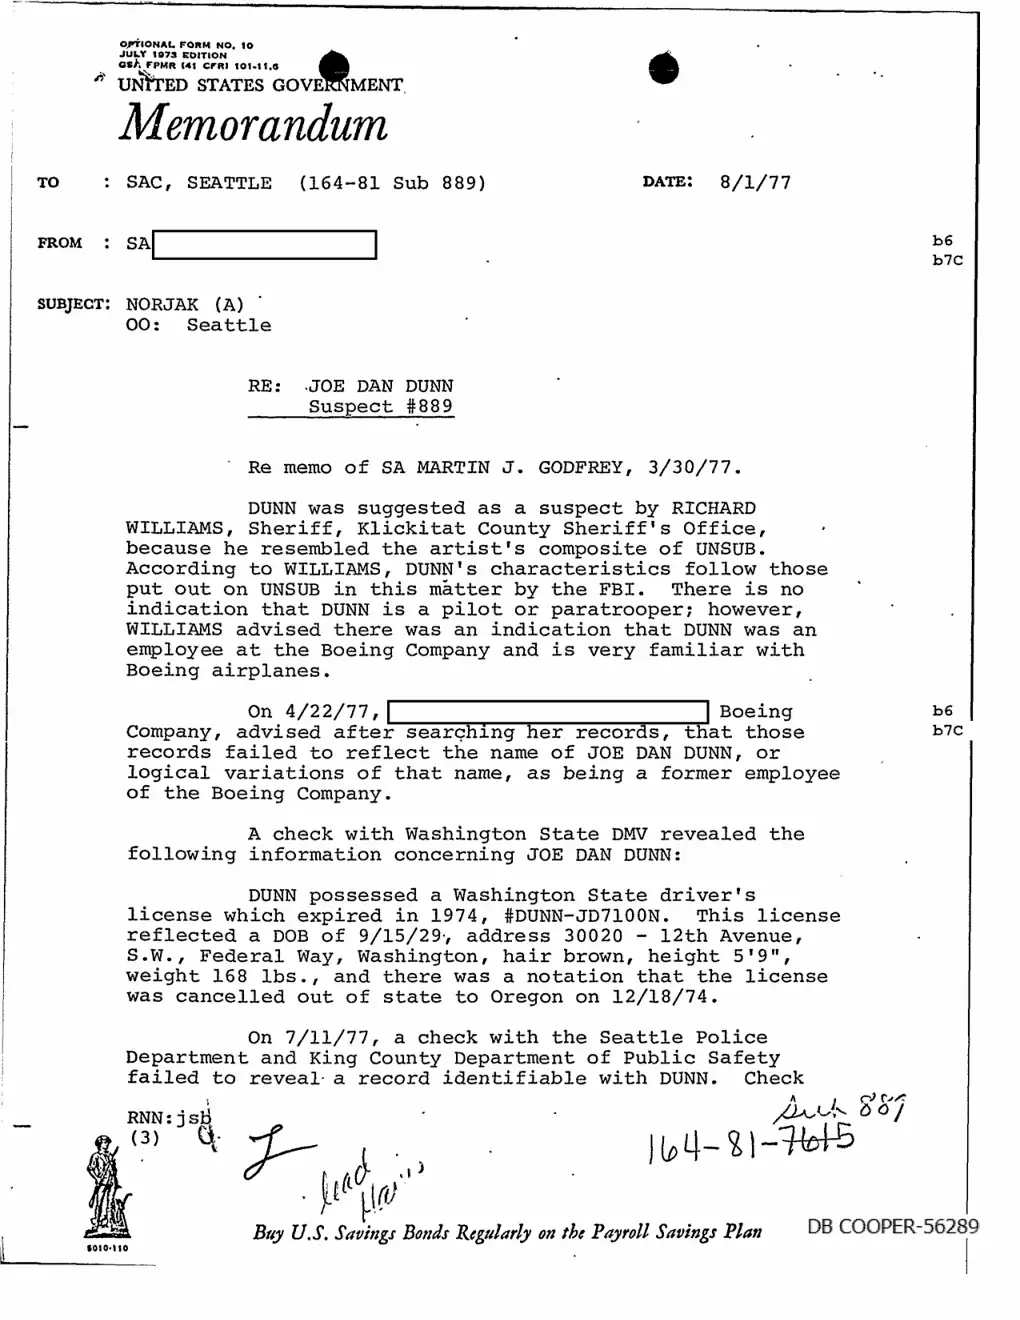 OPTIONAL FORM NO. 10
JULY 1973 EDITION
GSA FPMR (41 CFR) 101-11.6
UNITED STATES GOVERNMENT
Memorandum
TO : SAC, SEATTLE (164-81 Sub 889) DATE: 8/1/77
FROM : SA b6
b7C
SUBJECT: NORJAK (A)
OO: Seattle
RE: JOE DAN DUNN
Suspect #889
Re memo of SA MARTIN J. GODFREY, 3/30/77.
DUNN was suggested as a suspect by RICHARD
WILLIAMS, Sheriff, Klickitat County Sheriff's Office,
because he resembled the artist's composite of UNSUB.
According to WILLIAMS, DUNN's characteristics follow those
put out on UNSUB in this matter by the FBI. There is no
indication that DUNN is a pilot or paratrooper; however,
WILLIAMS advised there was an indication that DUNN was an
employee at the Boeing Company and is very familiar with
Boeing airplanes.
On 4/22/77, Boeing b6
Company, advised after searching her records, that those b7C
records failed to reflect the name of JOE DAN DUNN, or
logical variations of that name, as being a former employee
of the Boeing Company.
A check with Washington State DMV revealed the
following information concerning JOE DAN DUNN:
DUNN possessed a Washington State driver's
license which expired in 1974, #DUNN-JD7100N. This license
reflected a DOB of 9/15/29, address 30020 - 12th Avenue,
S.W., Federal Way, Washington, hair brown, height 5'9",
weight 168 lbs., and there was a notation that the license
was cancelled out of state to Oregon on 12/18/74.
On 7/11/77, a check with the Seattle Police
Department and King County Department of Public Safety
failed to reveal a record identifiable with DUNN. Check
RNN:jsb
(3)
Sub 889
164-81-7615
lead
Buy U.S. Savings Bonds Regularly on the Payroll Savings Plan
DB COOPER-56289
5010-110